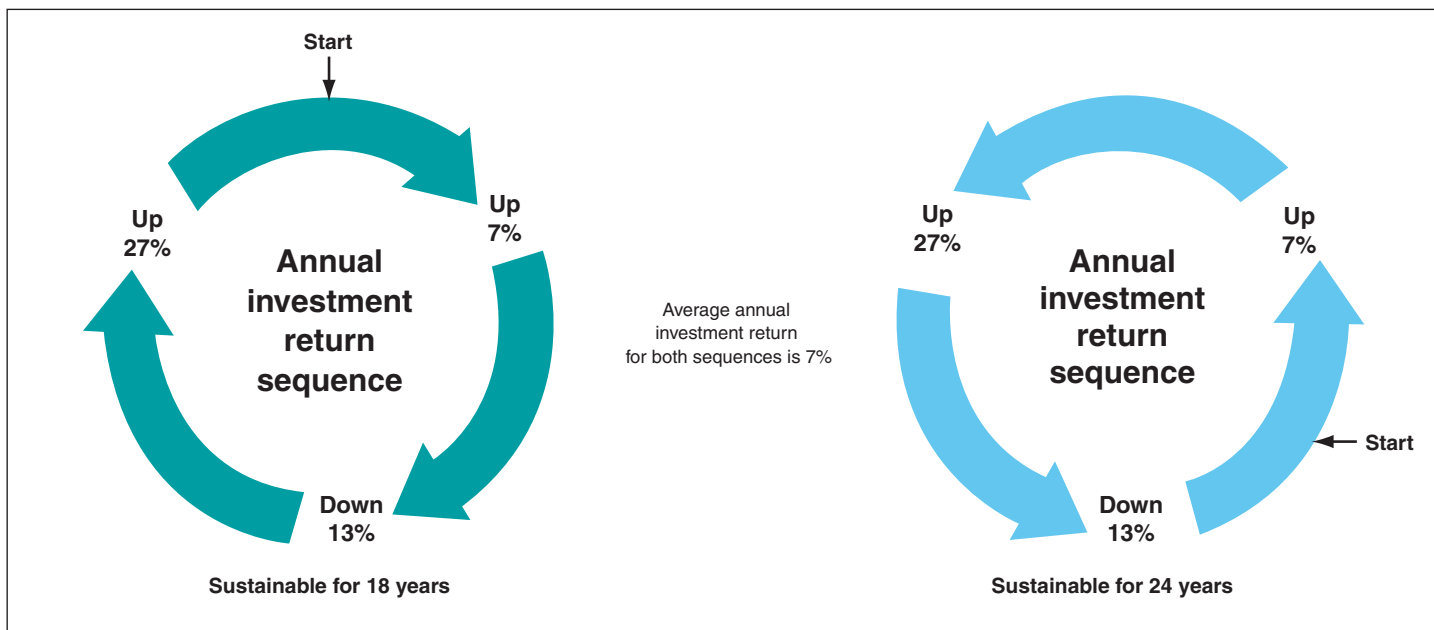 Start
Up
27%
Up
7%
Annual
investment
return
sequence
Down
13%
Sustainable for 18 years
Average annual
investment return
for both sequences is 7%
Up
27%
Up
7%
Annual
investment
return
sequence
Start
Down
13%
Sustainable for 24 years